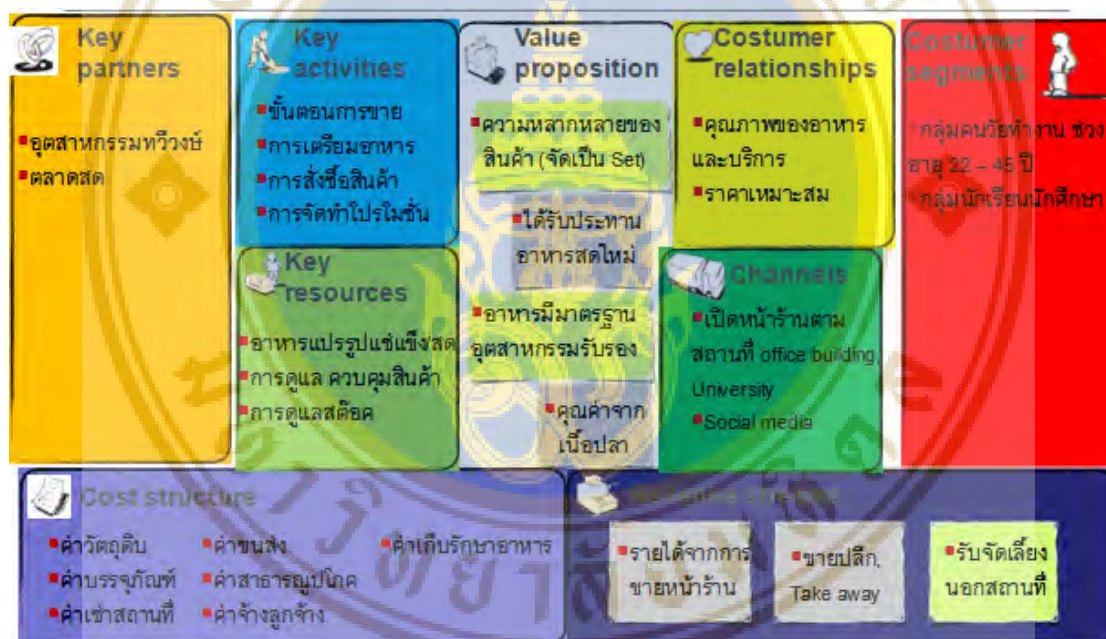 Key
partners
▪อุตสาหกรรมทวีวงษ์
▪ตลาดสด
Key
activities
▪ขั้นตอนการขาย
▪การเตรียมอาหาร
▪การสั่งซื้อสินค้า
▪การจัดทำโปรโมชั่น
Key
resources
▪อาหารแปรรูปแช่แข็ง/สด
▪การดูแล ควบคุมสินค้า
▪การดูแลสต๊อค
Value
proposition
▪ความหลากหลายของ
สินค้า (จัดเป็น Set)
▪ได้รับประทาน
อาหารสดใหม่
▪อาหารมีมาตรฐาน
อุตสาหกรรมรับรอง
▪คุณค่าจาก
เนื้อปลา
Costumer
relationships
▪คุณภาพของอาหาร
และบริการ
▪ราคาเหมาะสม
Channels
▪เปิดหน้าร้านตาม
สถานที่ office building,
University
▪Social media
Costumer
segments
▪กลุ่มคนวัยทำงาน ช่วง
อายุ 22 – 45 ปี
▪กลุ่มนักเรียนนักศึกษา
Cost structure
▪ค่าวัตถุดิบ
▪ค่าบรรจุภัณฑ์
▪ค่าเช่าสถานที่
▪ค่าขนส่ง
▪ค่าสาธารณูปโภค
▪ค่าจ้างลูกจ้าง
▪ค่าเก็บรักษาอาหาร
▪รายได้จากการ
ขายหน้าร้าน
▪ขายปลีก,
Take away
▪รับจัดเลี้ยง
นอกสถานที่